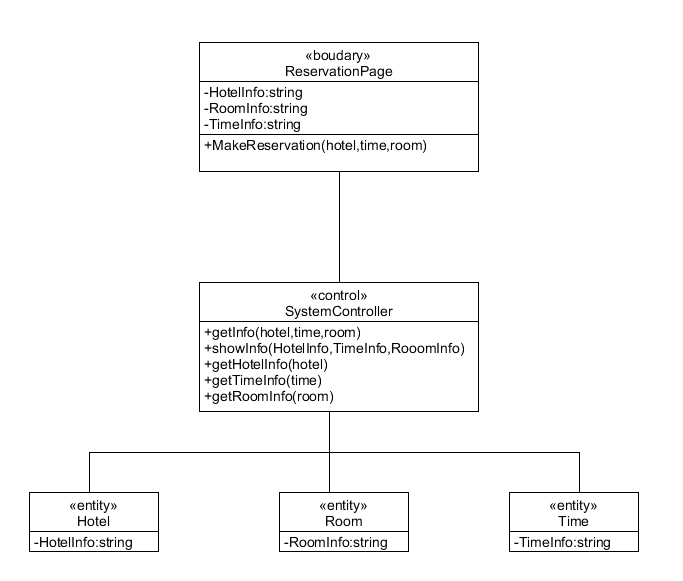 «boudary»
ReservationPage
-HotelInfo:string
-RoomInfo:string
-TimeInfo:string
+MakeReservation(hotel,time,room)
«control»
SystemController
+getInfo(hotel,time,room)
+showInfo(HotelInfo,TimeInfo,RooomInfo)
+getHotelInfo(hotel)
+getTimeInfo(time)
+getRoomInfo(room)
«entity»
Hotel
-HotelInfo:string
«entity»
Room
-RoomInfo:string
«entity»
Time
-TimeInfo:string